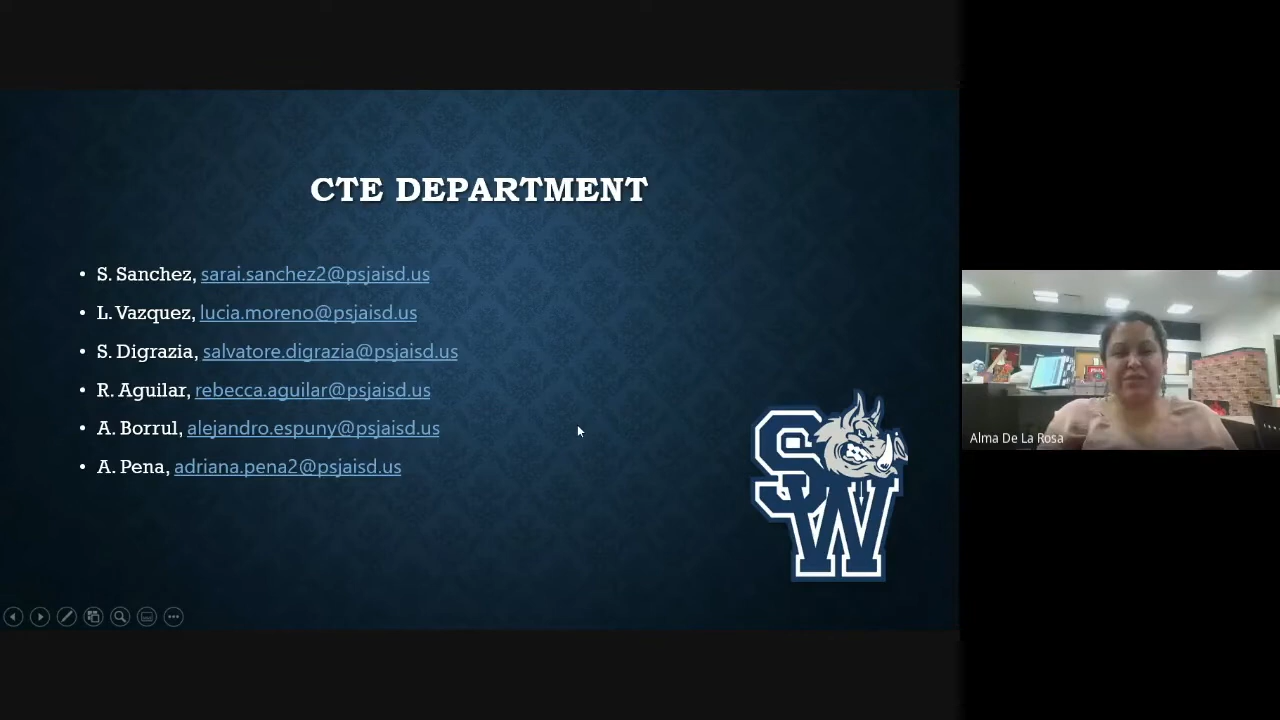 CTE DEPARTMENT
• S. Sanchez, sarai.sanchez2@psjaisd.us
• L. Vazquez, lucia.moreno@psjaisd.us
• S. Digrazia, salvatore.digrazia@psjaisd.us
• R. Aguilar, rebecca.aguilar@psjaisd.us
• A. Borrul, alejandro.espuny@psjaisd.us
• A. Pena, adriana.pena2@psjaisd.us
SW
Alma De La Rosa